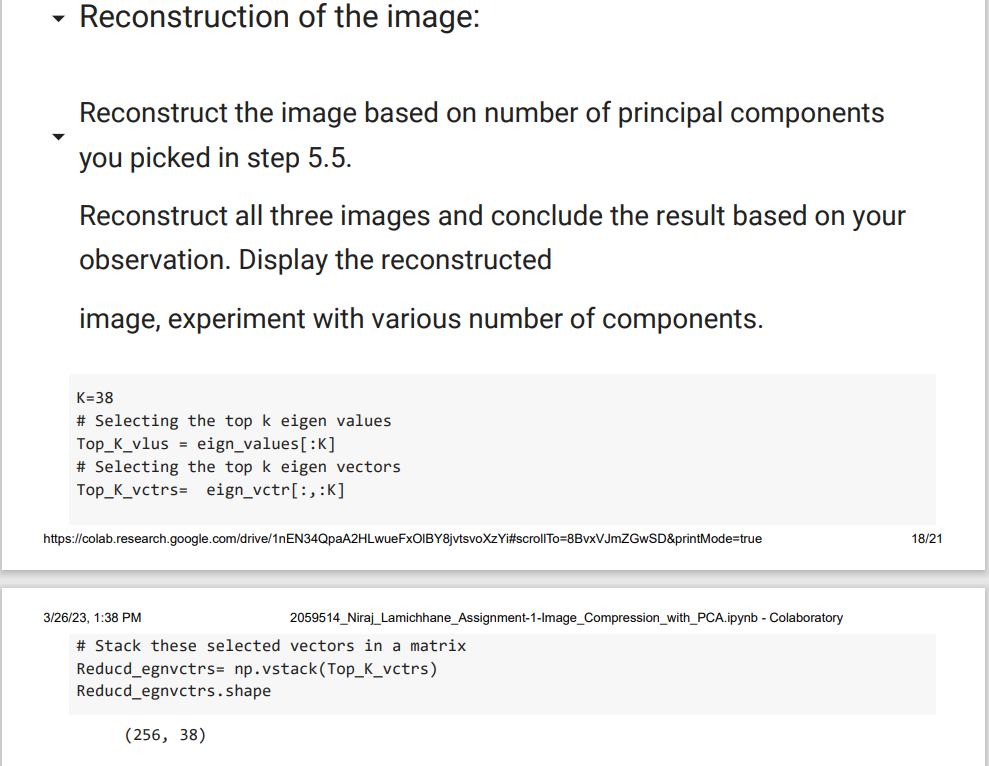 Reconstruction of the image:
Reconstruct the image based on number of principal components
you picked in step 5.5.
Reconstruct all three images and conclude the result based on your
observation. Display the reconstructed
image, experiment with various number of components.
K=38
# Selecting the top k eigen values
Top_K_vlus = eign_values[:K]
# Selecting the top k eigen vectors
Top_K_vctrs=  eign_vctr[:,:K]
https://colab.research.google.com/drive/1nEN34QpaA2HLwueFxOlBY8jvtsvoXzYi#scrollTo=8BvxVJmZGwSD&printMode=true 18/21
3/26/23, 1:38 PM 2059514_Niraj_Lamichhane_Assignment-1-Image_Compression_with_PCA.ipynb - Colaboratory
# Stack these selected vectors in a matrix
Reducd_egnvctrs= np.vstack(Top_K_vctrs)
Reducd_egnvctrs.shape
(256, 38)